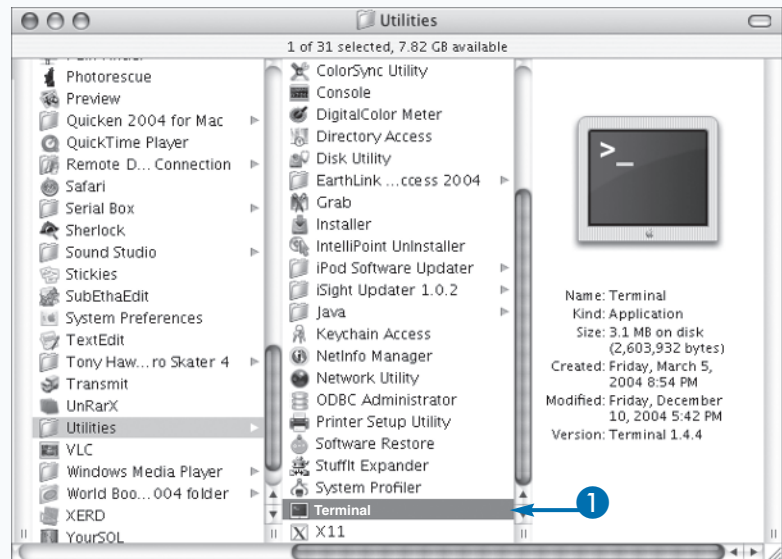 Utilities
1 of 31 selected, 7.82 GB available
Photorescue
Preview
Quicken 2004 for Mac
QuickTime Player
Remote D... Connection
Safari
Serial Box
Sherlock
Sound Studio
Stickies
SubEthaEdit
System Preferences
TextEdit
Tony Haw...ro Skater 4
Transmit
UnRarX
Utilities
VLC
Windows Media Player
World Boo...004 folder
XERD
YourSOL
ColorSync Utility
Console
DigitalColor Meter
Directory Access
Disk Utility
EarthLink ...ccess 2004
Grab
Installer
IntelliPoint UnInstaller
iPod Software Updater
iSight Updater 1.0.2
Java
Keychain Access
NetInfo Manager
Network Utility
ODBC Administrator
Printer Setup Utility
Software Restore
StuffIt Expander
System Profiler
Terminal
X11
>_
Name: Terminal
Kind: Application
Size: 3.1 MB on disk
(2,603,932 bytes)
Created: Friday, March 5,
2004 8:54 PM
Modified: Friday, December
10, 2004 5:42 PM
Version: Terminal 1.4.4
1